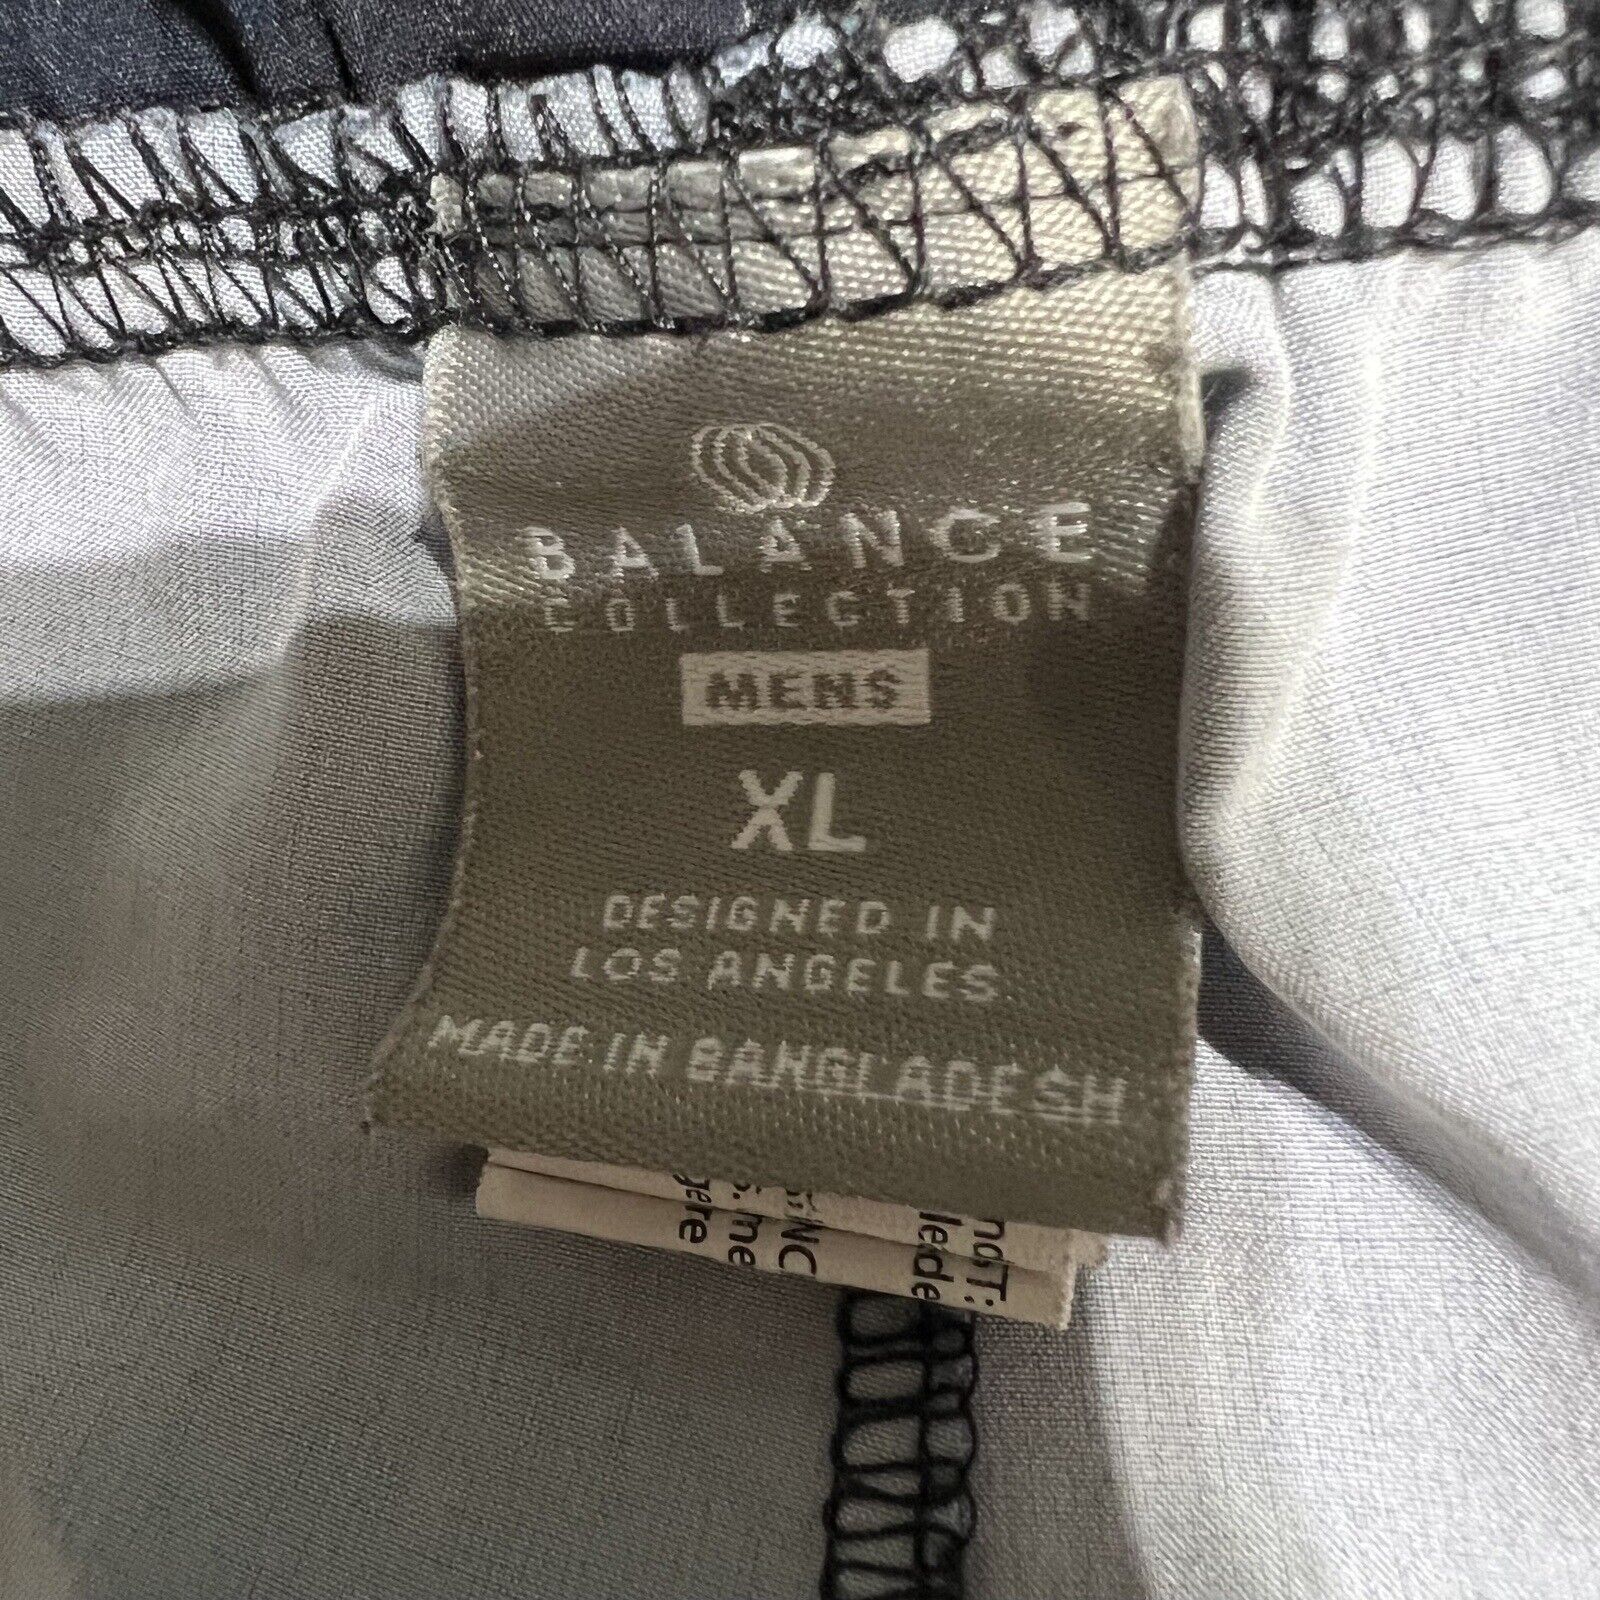 BALANCE
COLLECTION
MENS
XL
DESIGNED IN
LOS ANGELES
MADE IN BANGLADESH